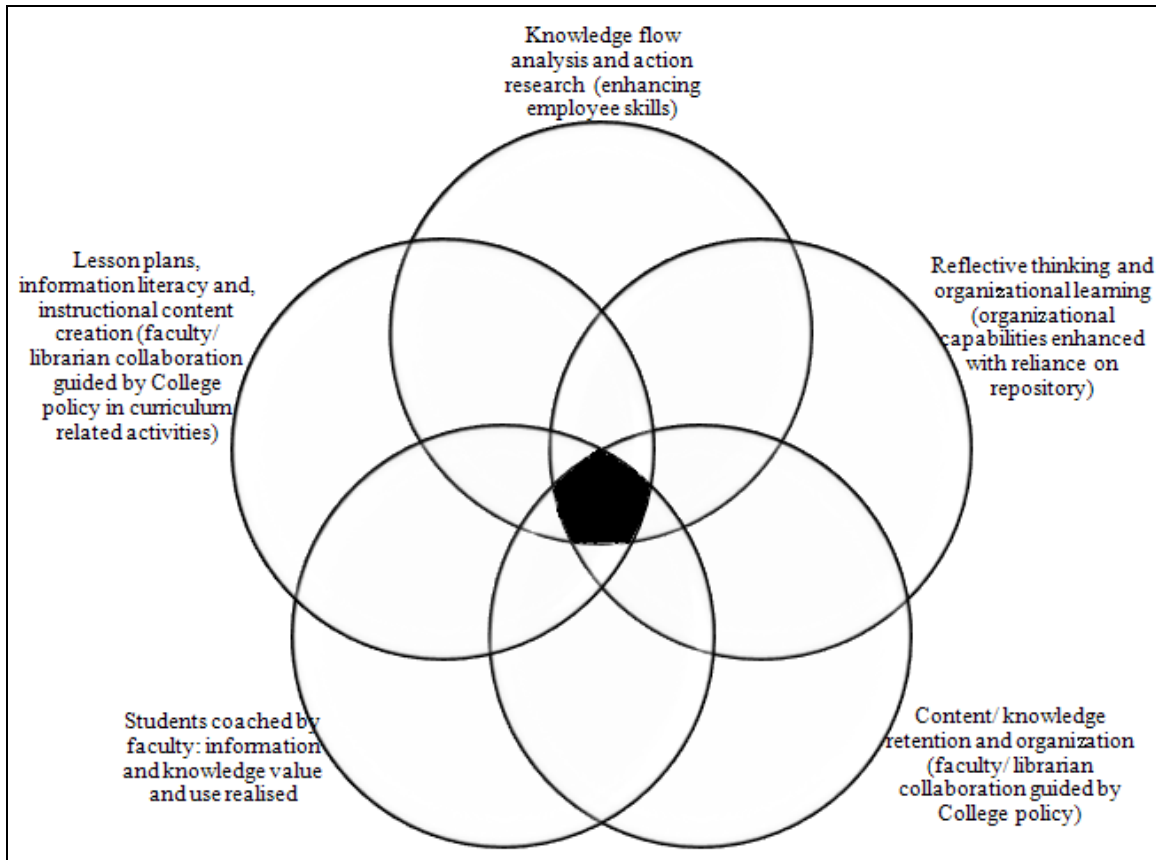 Knowledge flow
analysis and action
research (enhancing
employee skills)
Lesson plans,
information literacy and,
instructional content
creation (faculty/
librarian collaboration
guided by College
policy in curriculum
related activities)
Reflective thinking and
organizational learning
(organizational
capabilities enhanced
with reliance on
repository)
Students coached by
faculty: information
and knowledge value
and use realised
Content/ knowledge
retention and organization
(faculty/ librarian
collaboration guided by
College policy)